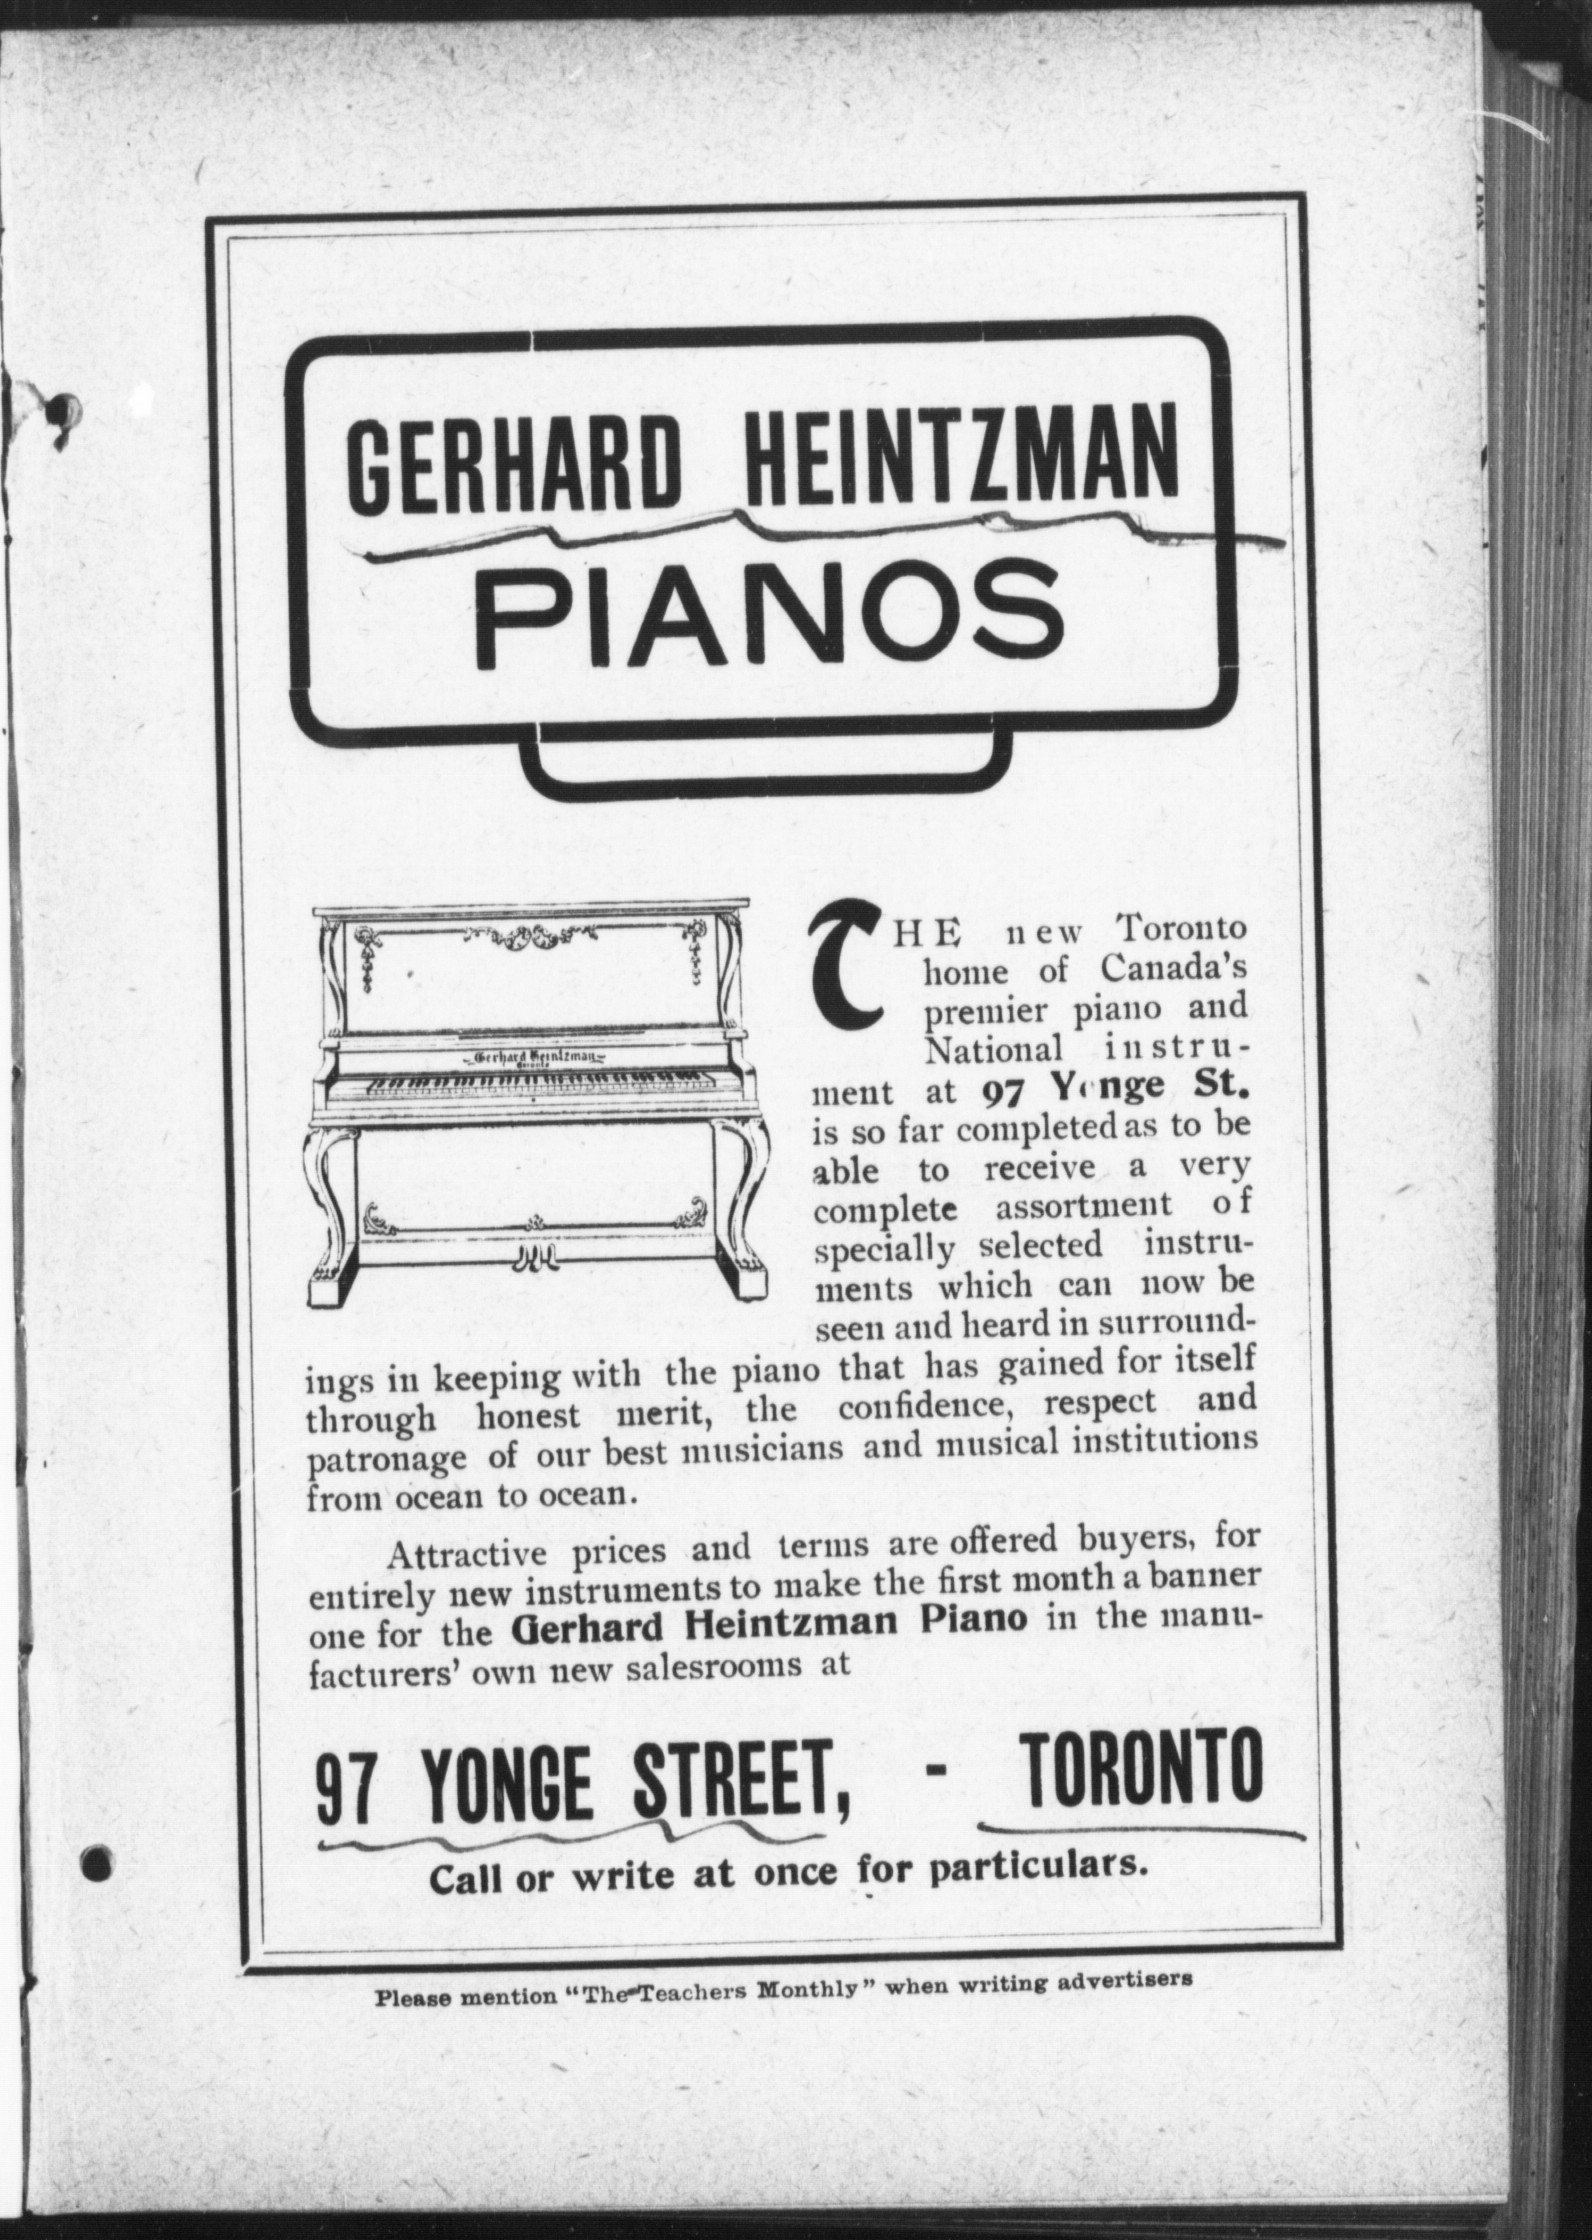 GERHARD HEINTZMAN
PIANOS
Gerhard Heintzman
Toronto
THE new Toronto
home of Canada's
premier piano and
National instru-
ment at 97 Yonge St.
is so far completed as to be
able to receive a very
complete assortment of
specially selected instru-
ments which can now be
seen and heard in surround-
ings in keeping with the piano that has gained for itself
through honest merit, the confidence, respect and
patronage of our best musicians and musical institutions
from ocean to ocean.
Attractive prices and terms are offered buyers, for
entirely new instruments to make the first month a banner
one for the Gerhard Heintzman Piano in the manu-
facturers' own new salesrooms at
97 YONGE STREET, - TORONTO
Call or write at once for particulars.
Please mention "The Teachers Monthly" when writing advertisers